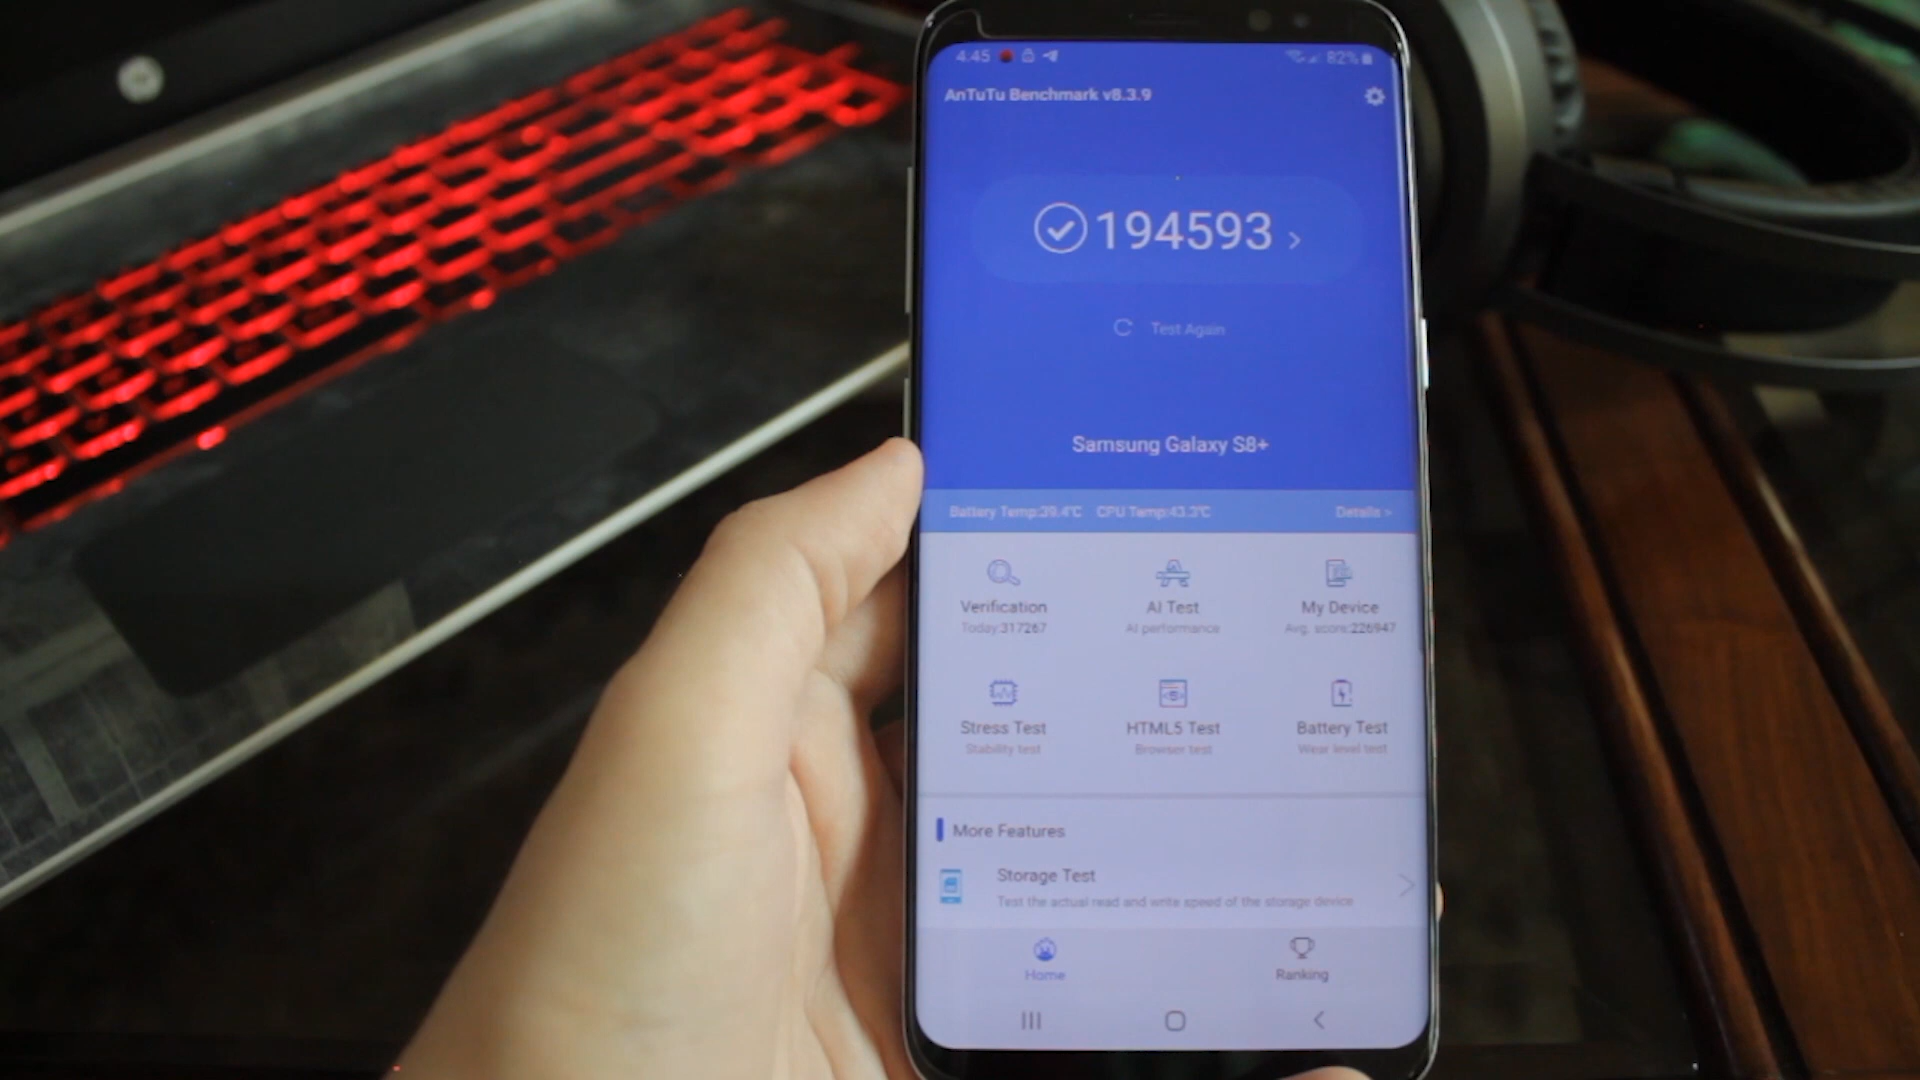 4:45 82%
AnTuTu Benchmark v8.3.9
194593 >
Test Again
Samsung Galaxy S8+
Battery Temp:39.4℃ CPU Temp:43.3℃ Details >
Verification AI Test My Device
Today:317267 AI performance Avg. score:226947
Stress Test HTML5 Test Battery Test
Stability test Browser test Wear level test
More Features
Storage Test
Test the actual read and write speed of the storage device
Home Ranking